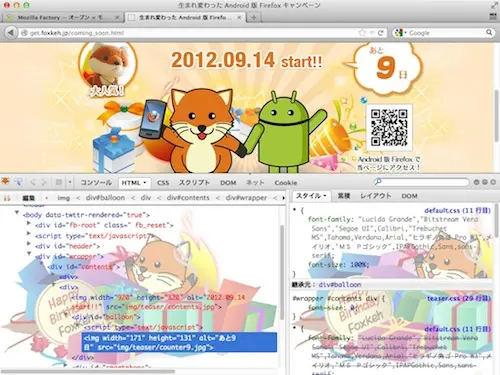 生まれ変わった Android 版 Firefox キャンペーン
Mozilla Factory – オープン + モ...
生まれ変わった Android 版 Firefo...
get.foxkeh.jp/coming_soon.html
Google
2012.09.14 start!!
あと
9
日
大人気!
Android 版 Firefox で
当ページにアクセス!
コンソール HTML CSS スクリプト DOM ネット Cookie
編集 img div#balloon div div#contents div#wrapper
スタイル 累積 レイアウト DOM
<body data-twttr-rendered="true">
<div id="fb-root" class="fb_reset">
<script type="text/javascript">
<div id="header">
<div id="wrapper">
<div id="contents">
<div>
<img width="920" height="320" alt="2012.09.14
start!!" src="img/teaser/contents.jpg">
<div id="balloon">
<script type="text/javascript">
<img width="171" height="131" alt="あと9
日" src="img/teaser/counter9.jpg">
</div>
</div>
default.css (11 行目)
* {
font-family: "Lucida Grande","Bitstream Vera
Sans","Segoe UI",Calibri,"Trebuchet
MS",Tahoma,Verdana,Arial,"ヒラギノ角ゴ Pro W3",メ
イリオ,"MS Pゴシック",IPAPGothic,Sans,sans-
serif;
font-size: 100%;
}
継承元: div#balloon
#wrapper #contents div {
teaser.css (29 行目)
font-size: 0;
}
* {
default.css (11 行目)
font-family: "Lucida Grande","Bitstream Vera
Sans","Segoe UI",Calibri,"Trebuchet
MS",Tahoma,Verdana,Arial,"ヒラギノ角ゴ Pro W3",メ
イリオ,"MS Pゴシック",IPAPGothic,Sans,sans-
serif;
Happy
Birthday
Foxkeh